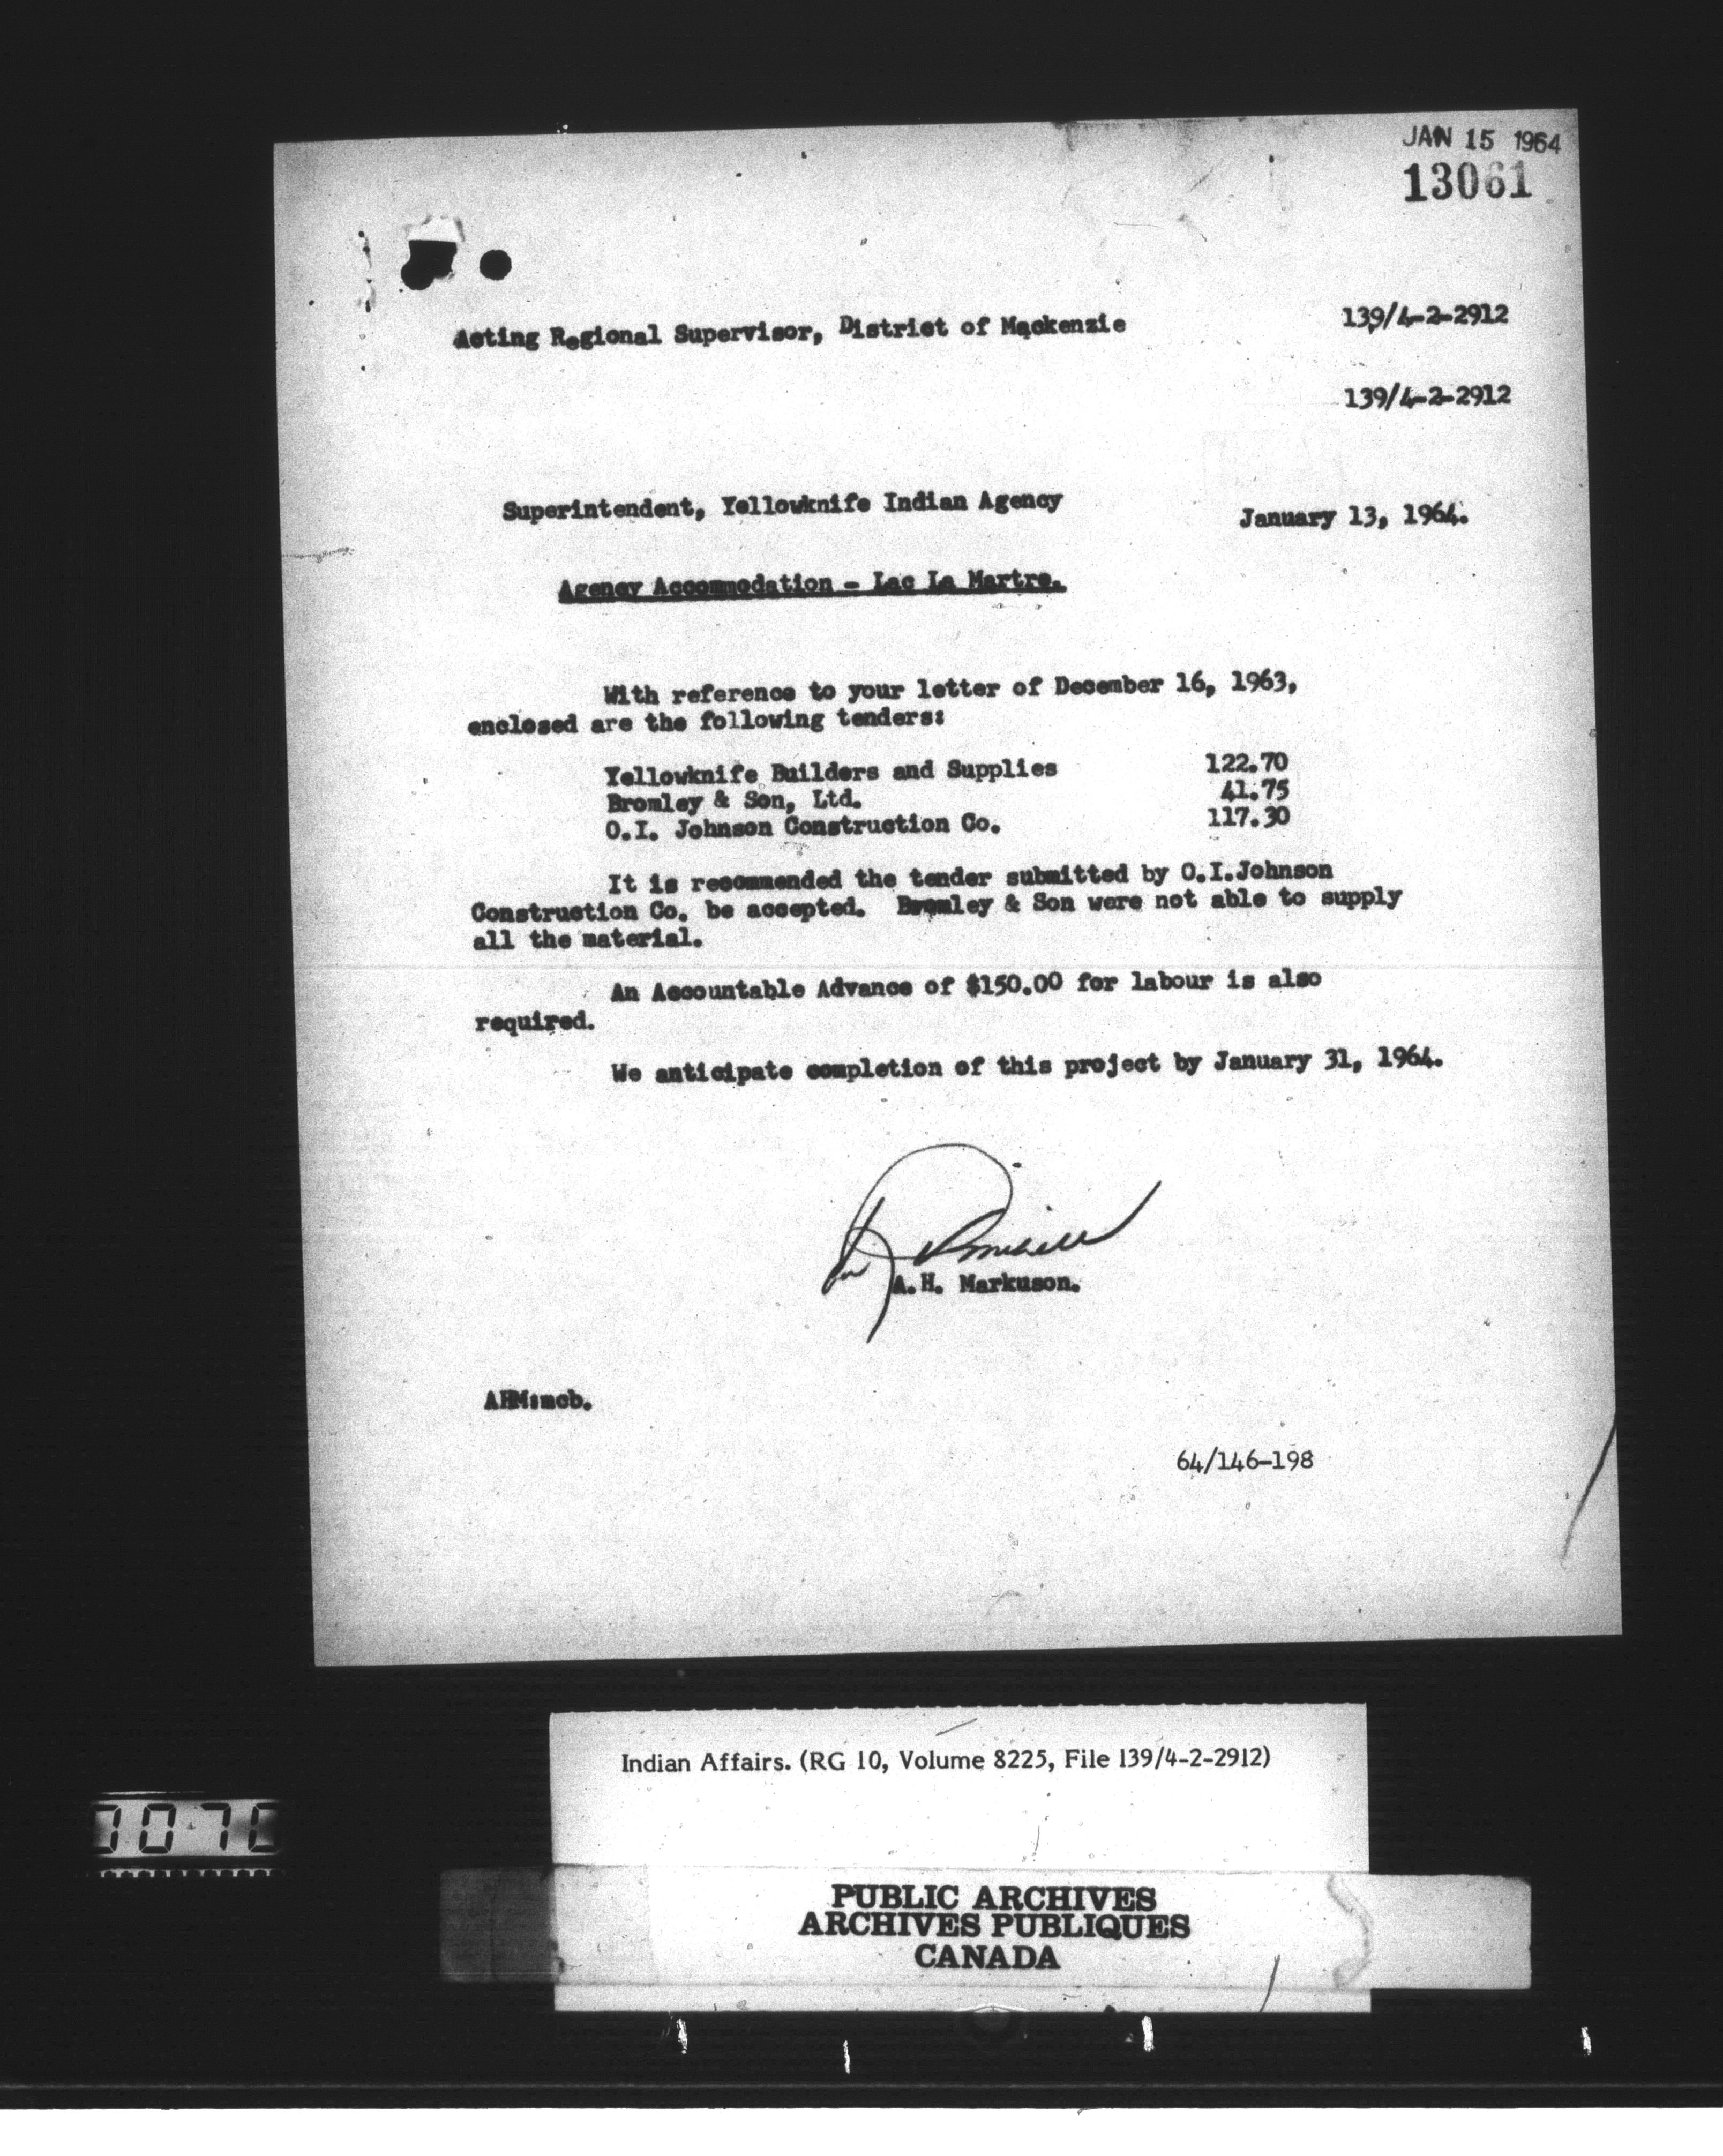 JAN 15 1964
13061
Acting Regional Supervisor, District of Mackenzie 139/4-2-2912
139/4-2-2912
Superintendent, Yellowknife Indian Agency January 13, 1964.
Agency Accommodation - Lac La Martre.
With reference to your letter of December 16, 1963,
enclosed are the following tenders:
Yellowknife Builders and Supplies 122.70
Bromley & Son, Ltd. 41.75
O.I. Johnson Construction Co. 117.30
It is recommended the tender submitted by O.I.Johnson
Construction Co. be accepted. Bromley & Son were not able to supply
all the material.
An Accountable Advance of $150.00 for labour is also
required.
We anticipate completion of this project by January 31, 1964.
for
A.H. Markuson.
AHM:mcb.
64/146-198
Indian Affairs. (RG 10, Volume 8225, File 139/4-2-2912)
PUBLIC ARCHIVES
ARCHIVES PUBLIQUES
CANADA